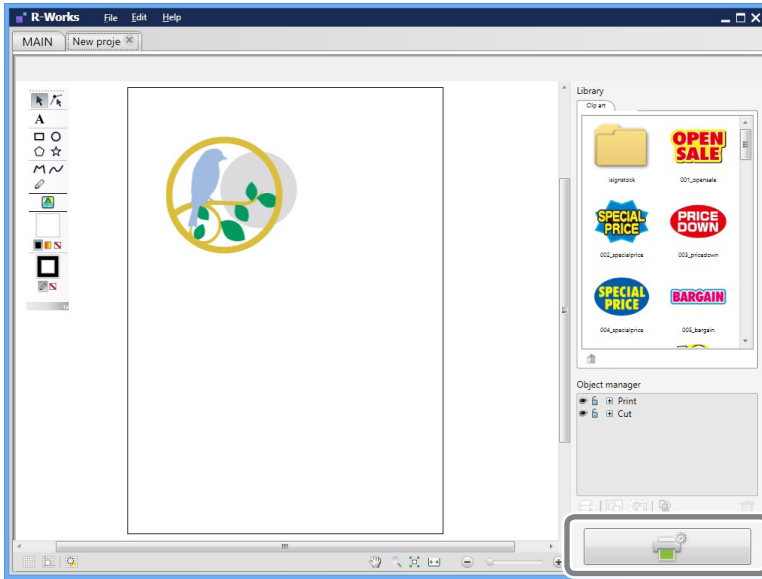 R-Works File Edit Help
MAIN New proje
Library
Clip art
OPEN
SALE
isignstock 001_opensale
SPECIAL
PRICE
PRICE
DOWN
002_specialprice 003_pricedown
SPECIAL
PRICE
BARGAIN
004_specialprice 005_bargain
A
Object manager
Print
Cut